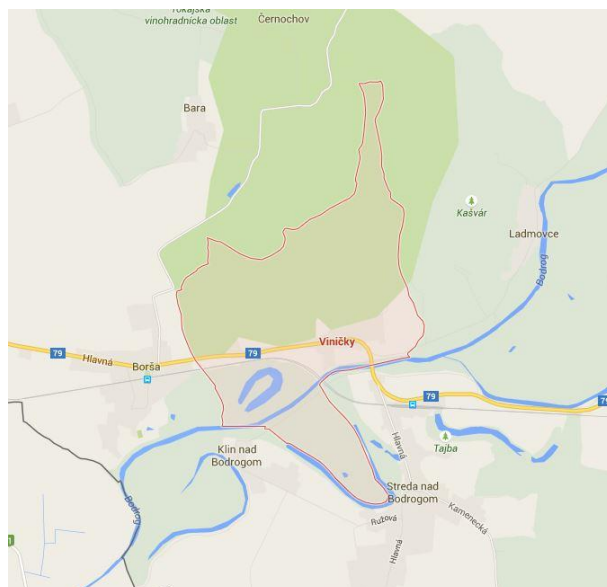 Tokajská
vinohradnícka oblasť
Černochov
Bara
Kašvár
Ladmovce
Bodrog
Viničky
79
79
Hlavná
Borša
79
79
Klin nad
Bodrogom
Hlavná
Tajba
Streda nad
Bodrogom
Bodrog
Ružová
Kamenecká
Hlavná